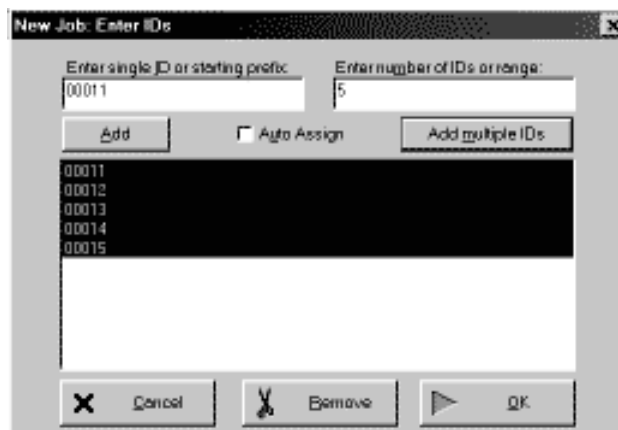 New Job: Enter IDs
Enter single ID or starting prefix:
Enter number of IDs or range:
00011
5
Add
Auto Assign
Add multiple IDs
00011
00012
00013
00014
00015
Cancel
Remove
OK